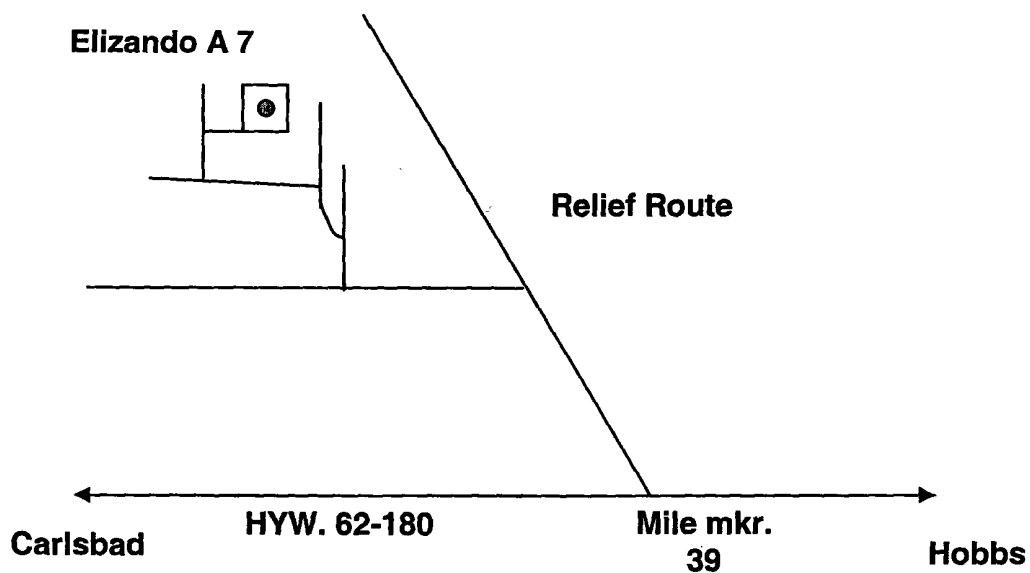 Elizando A 7
Relief Route
HYW. 62-180
Mile mkr.
39
Carlsbad
Hobbs